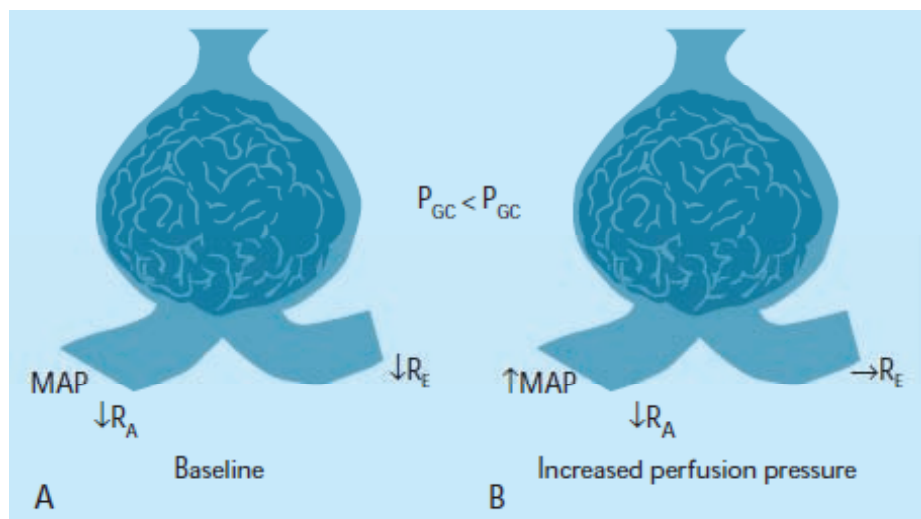 P_GC < P_GC
MAP
↓R_A
↓R_E
Baseline
A
↑MAP
↓R_A
→R_E
Increased perfusion pressure
B